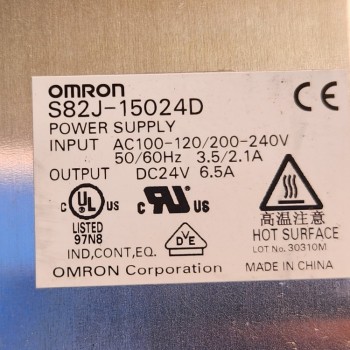 OMRON
CE
S82J-15024D
POWER SUPPLY
INPUT AC100-120/200-240V
50/60Hz 3.5/2.1A
OUTPUT DC24V 6.5A
C UL US
LISTED
97N8
C RU US
DVE
高温注意
HOT SURFACE
LOT No. 30310M
IND,CONT,EQ.
OMRON Corporation
MADE IN CHINA